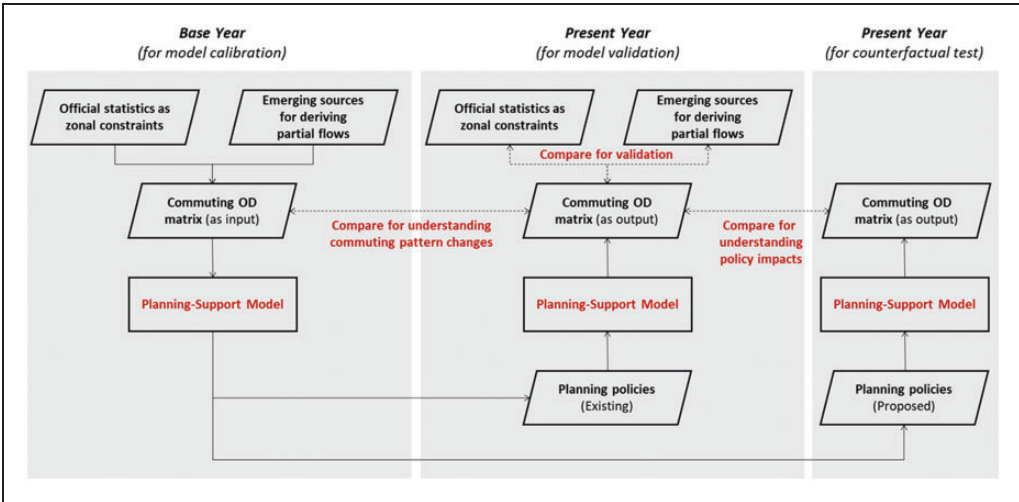 Base Year
(for model calibration)
Present Year
(for model validation)
Present Year
(for counterfactual test)
Official statistics as
zonal constraints
Emerging sources
for deriving
partial flows
Official statistics as
zonal constraints
Emerging sources
for deriving
partial flows
Compare for validation
Commuting OD
matrix (as input)
Compare for understanding
commuting pattern changes
Commuting OD
matrix (as output)
Compare for
understanding
policy impacts
Commuting OD
matrix (as output)
Planning-Support Model
Planning-Support Model
Planning-Support Model
Planning policies
(Existing)
Planning policies
(Proposed)